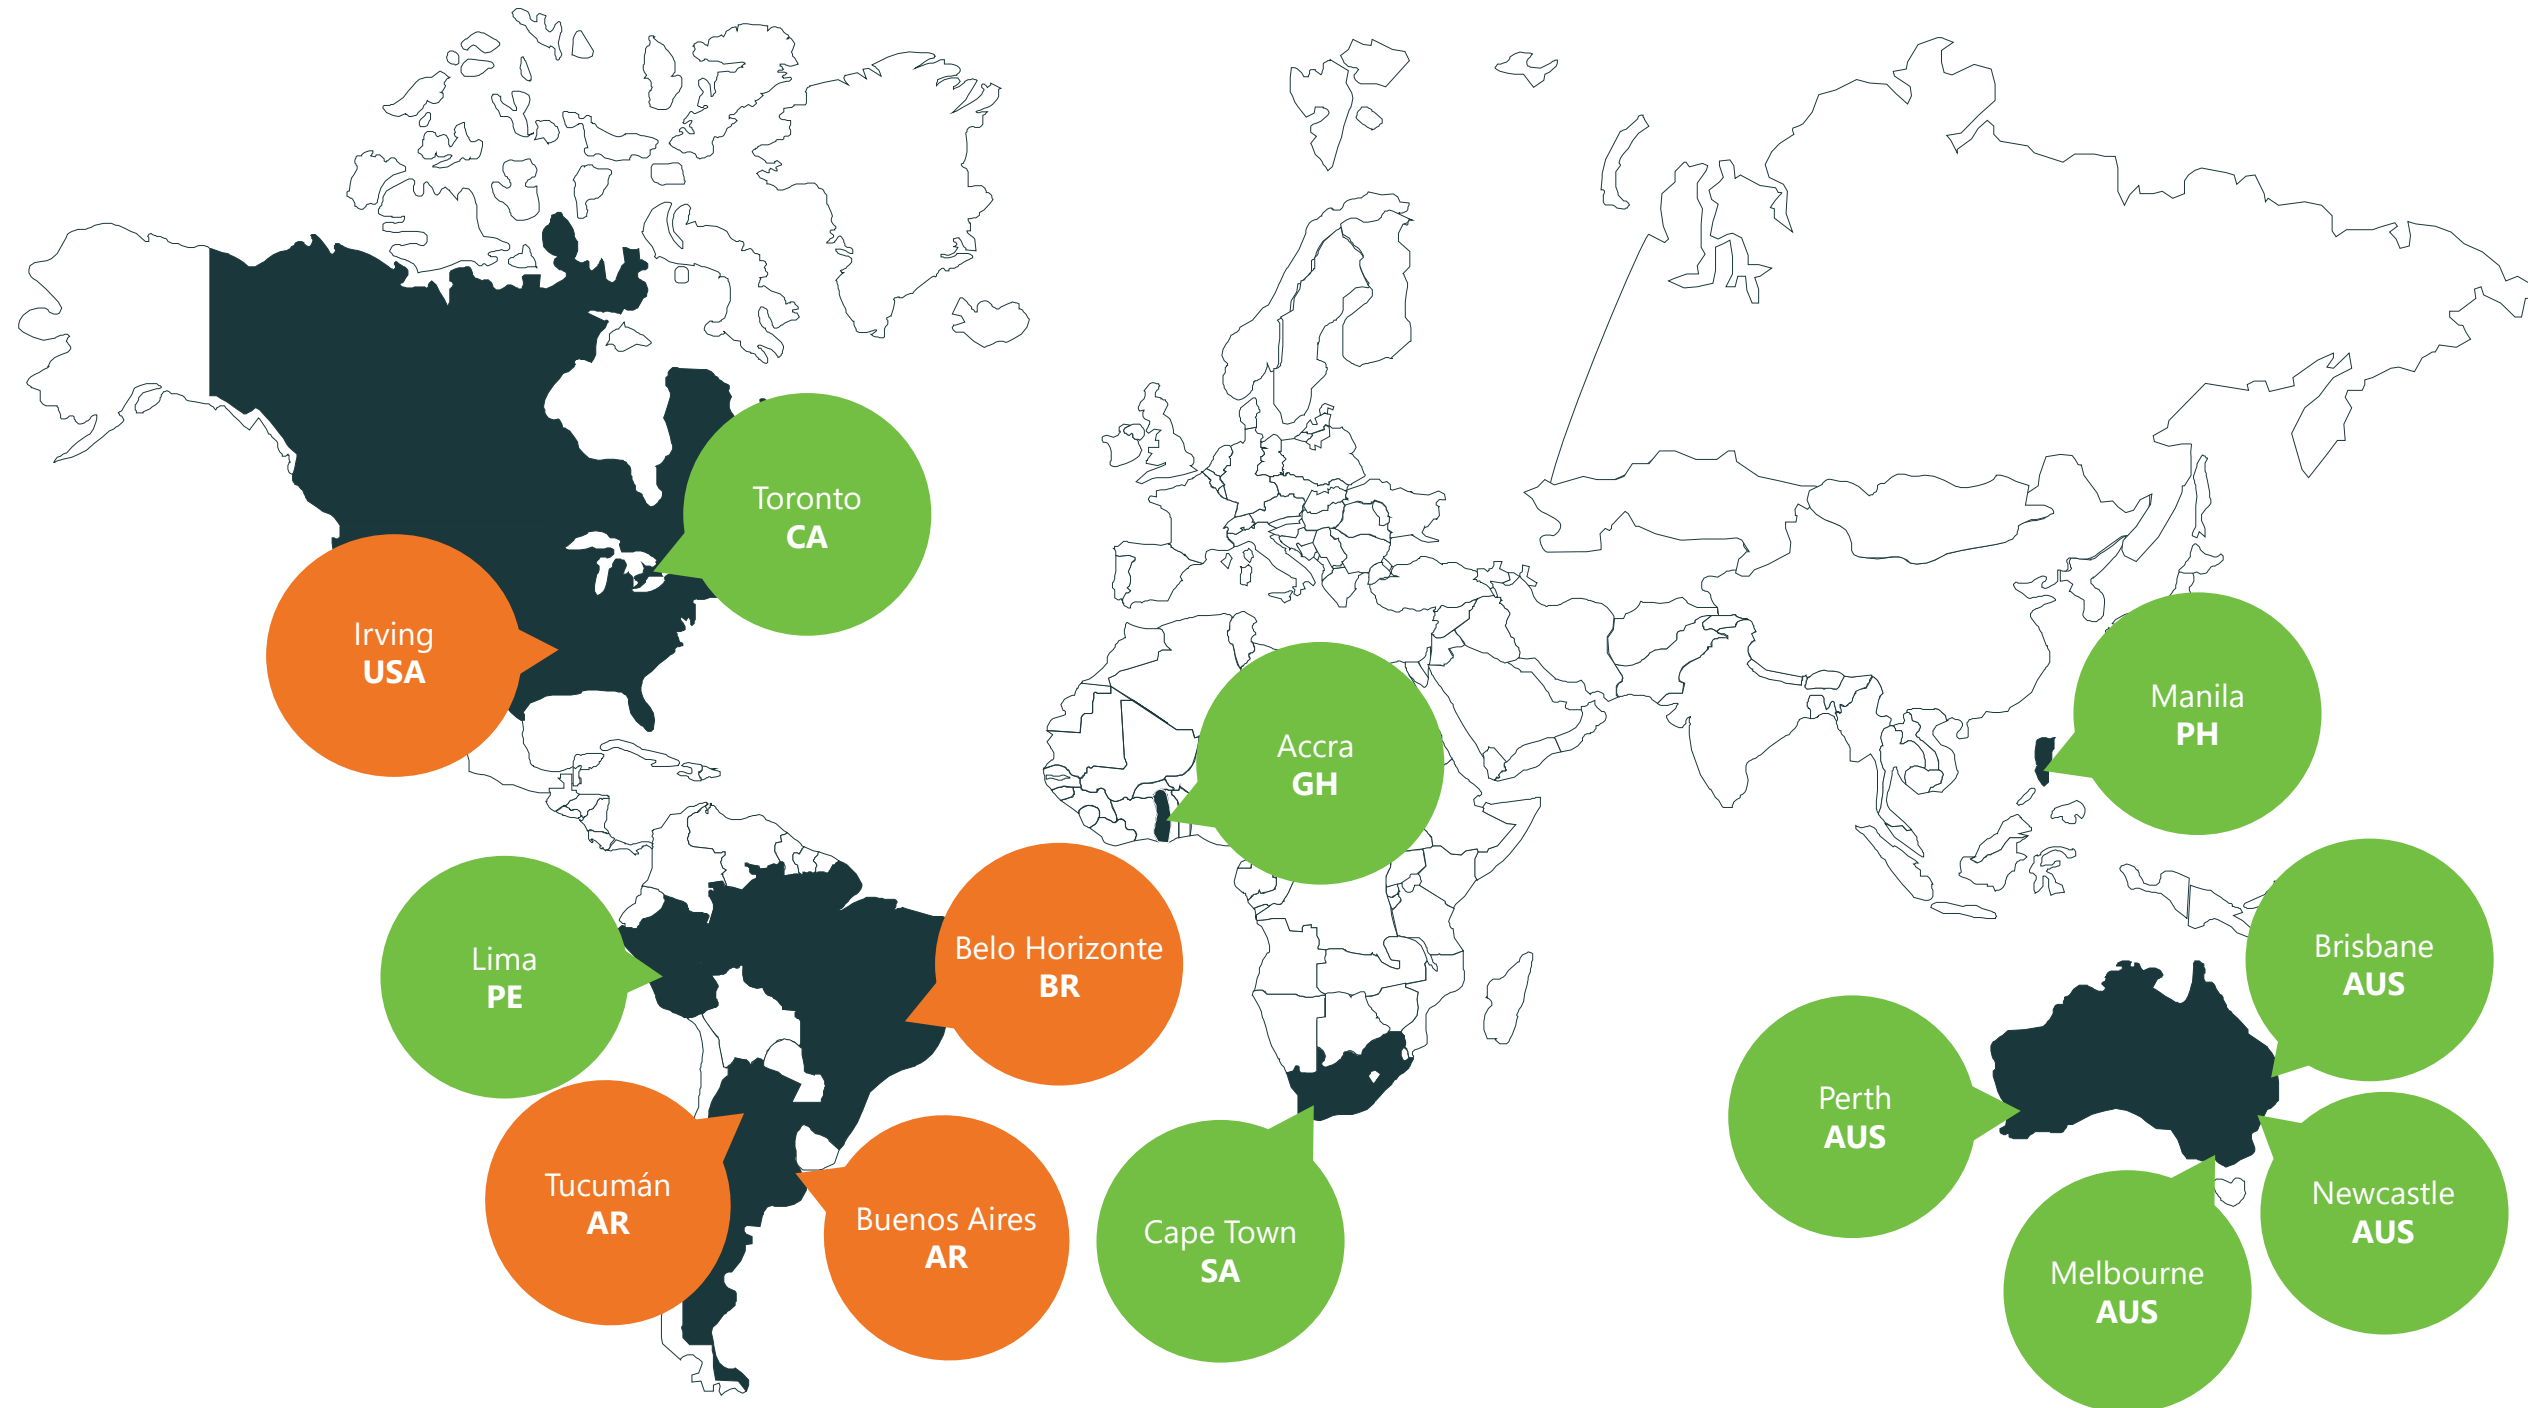 Toronto
CA
Irving
USA
Accra
GH
Manila
PH
Lima
PE
Belo Horizonte
BR
Brisbane
AUS
Perth
AUS
Tucumán
AR
Buenos Aires
AR
Cape Town
SA
Newcastle
AUS
Melbourne
AUS